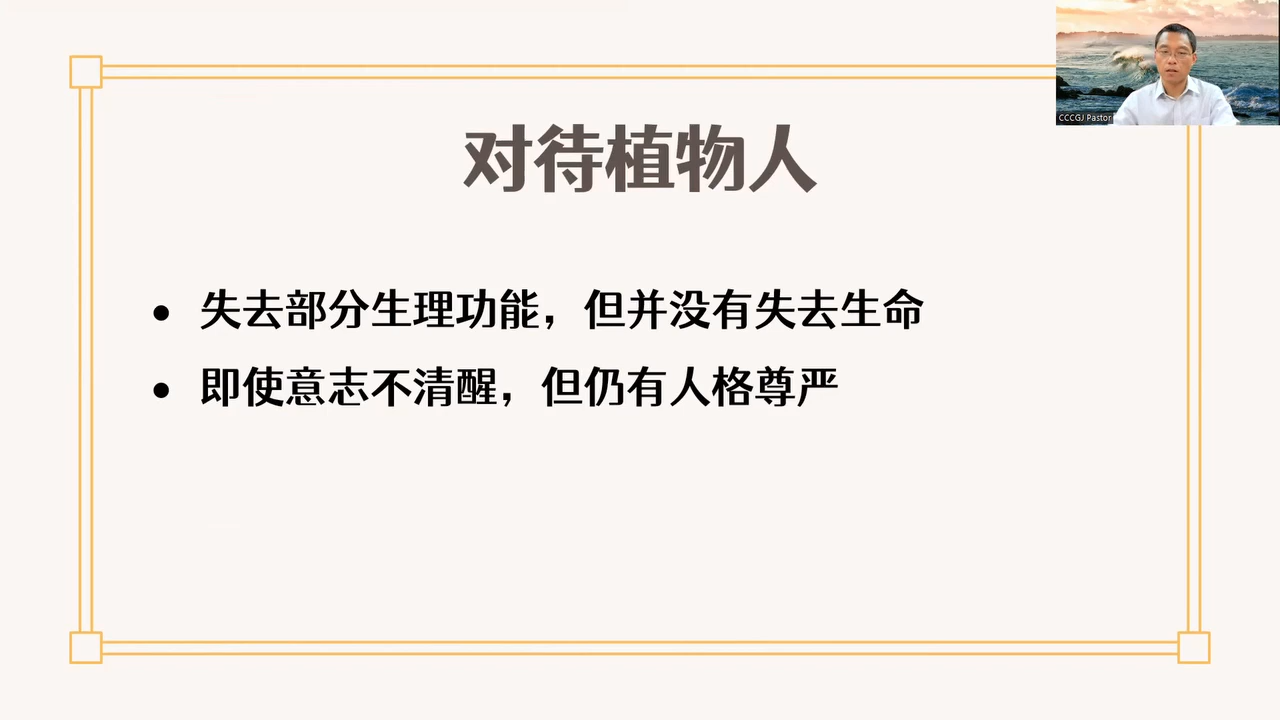 对待植物人
CCCGJ Pastor
• 失去部分生理功能，但并没有失去生命
• 即使意志不清醒，但仍有人格尊严